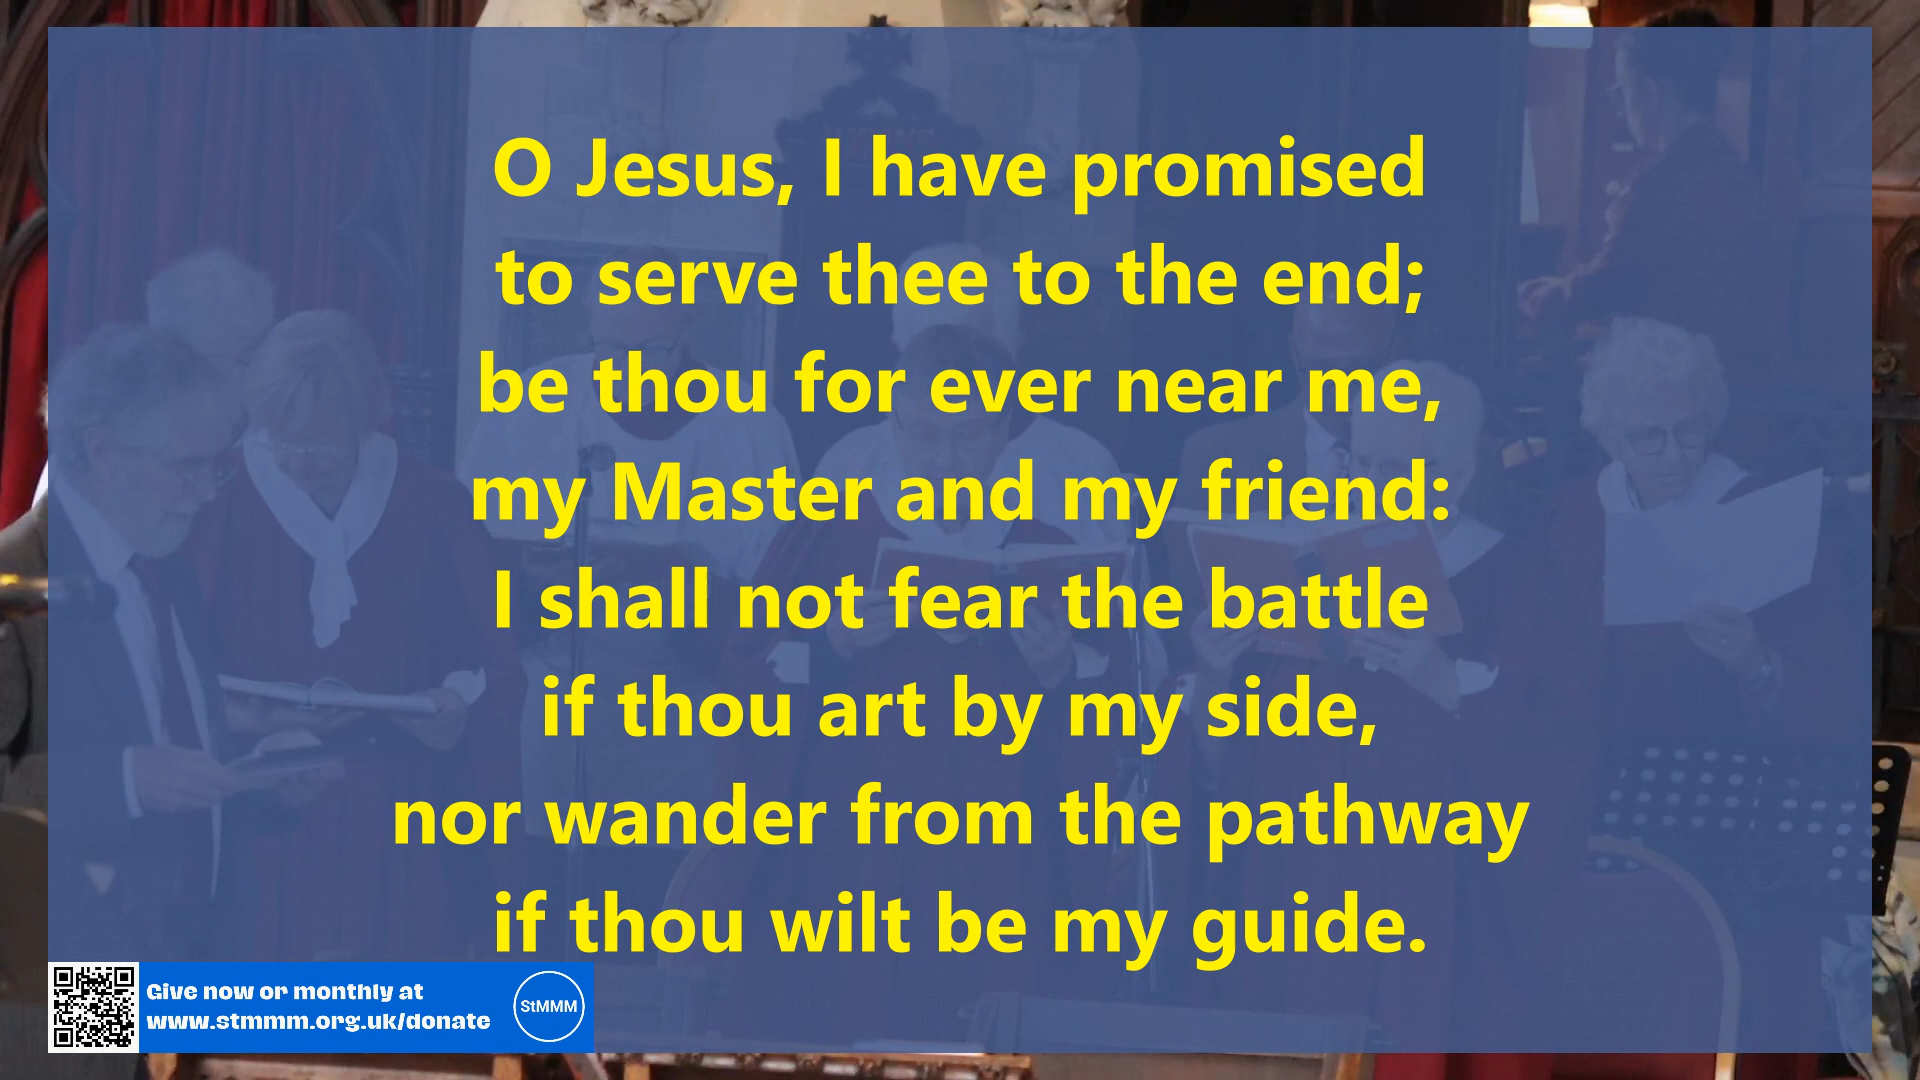 O Jesus, I have promised
to serve thee to the end;
be thou for ever near me,
my Master and my friend:
I shall not fear the battle
if thou art by my side,
nor wander from the pathway
if thou wilt be my guide.
Give now or monthly at
www.stmmm.org.uk/donate
StMMM